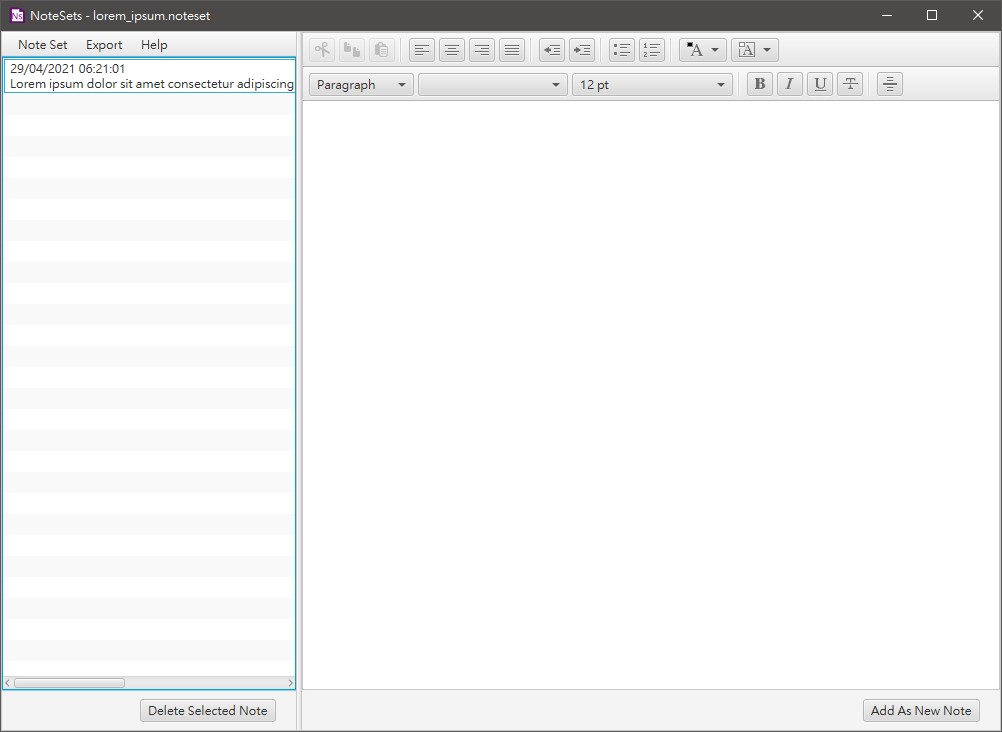 NoteSets - lorem_ipsum.noteset
Note Set Export Help
29/04/2021 06:21:01
Lorem ipsum dolor sit amet consectetur adipiscing
Paragraph 12 pt
B I U T
Delete Selected Note
Add As New Note